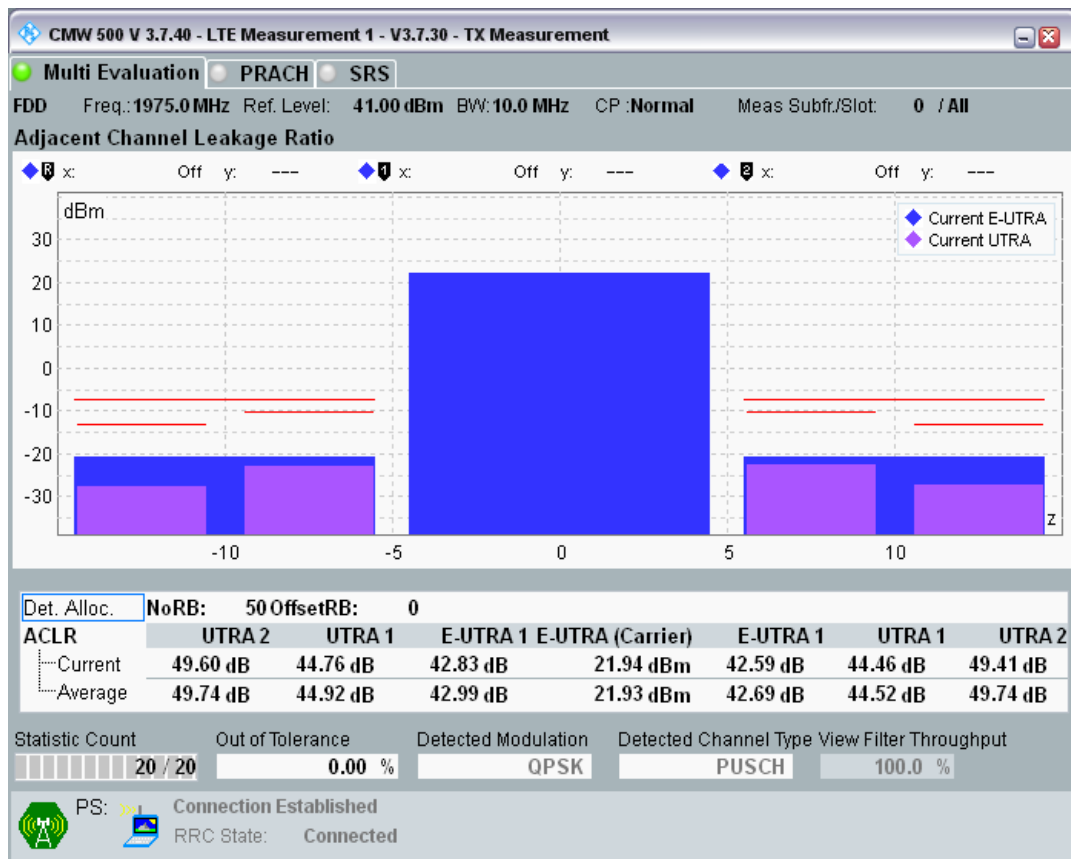 CMW 500 V 3.7.40 - LTE Measurement 1 - V3.7.30 - TX Measurement
Multi Evaluation PRACH SRS
FDD Freq.:1975.0 MHz Ref. Level: 41.00 dBm BW:10.0 MHz CP :Normal Meas Subfr./Slot: 0 / All
Adjacent Channel Leakage Ratio
R x: Off y: --- 1 x: Off y: --- 2 x: Off y: ---
dBm
Current E-UTRA
Current UTRA
30
20
10
0
-10
-20
-30
z
-10 -5 0 5 10
Det. Alloc. NoRB: 50 OffsetRB: 0
ACLR UTRA 2 UTRA 1 E-UTRA 1 E-UTRA (Carrier) E-UTRA 1 UTRA 1 UTRA 2
Current 49.60 dB 44.76 dB 42.83 dB 21.94 dBm 42.59 dB 44.46 dB 49.41 dB
Average 49.74 dB 44.92 dB 42.99 dB 21.93 dBm 42.69 dB 44.52 dB 49.74 dB
Statistic Count Out of Tolerance Detected Modulation Detected Channel Type View Filter Throughput
20 / 20 0.00 % QPSK PUSCH 100.0 %
PS: Connection Established
RRC State: Connected